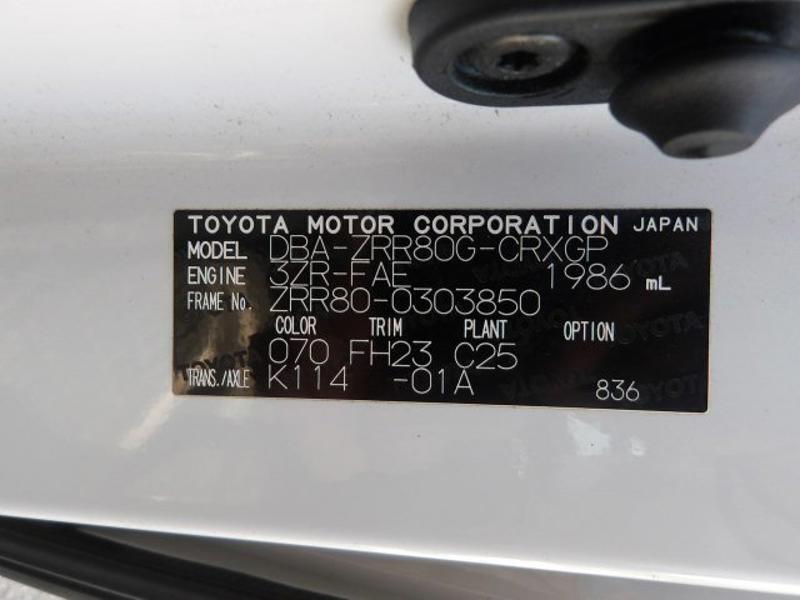 TOYOTA MOTOR CORPORATION JAPAN
MODEL DBA-ZRR80G-CRXGP
ENGINE 3ZR-FAE 1986 mL
FRAME No. ZRR80-0303850
COLOR TRIM PLANT OPTION
070 FH23 C25
TRANS./AXLE K114 -01A 836